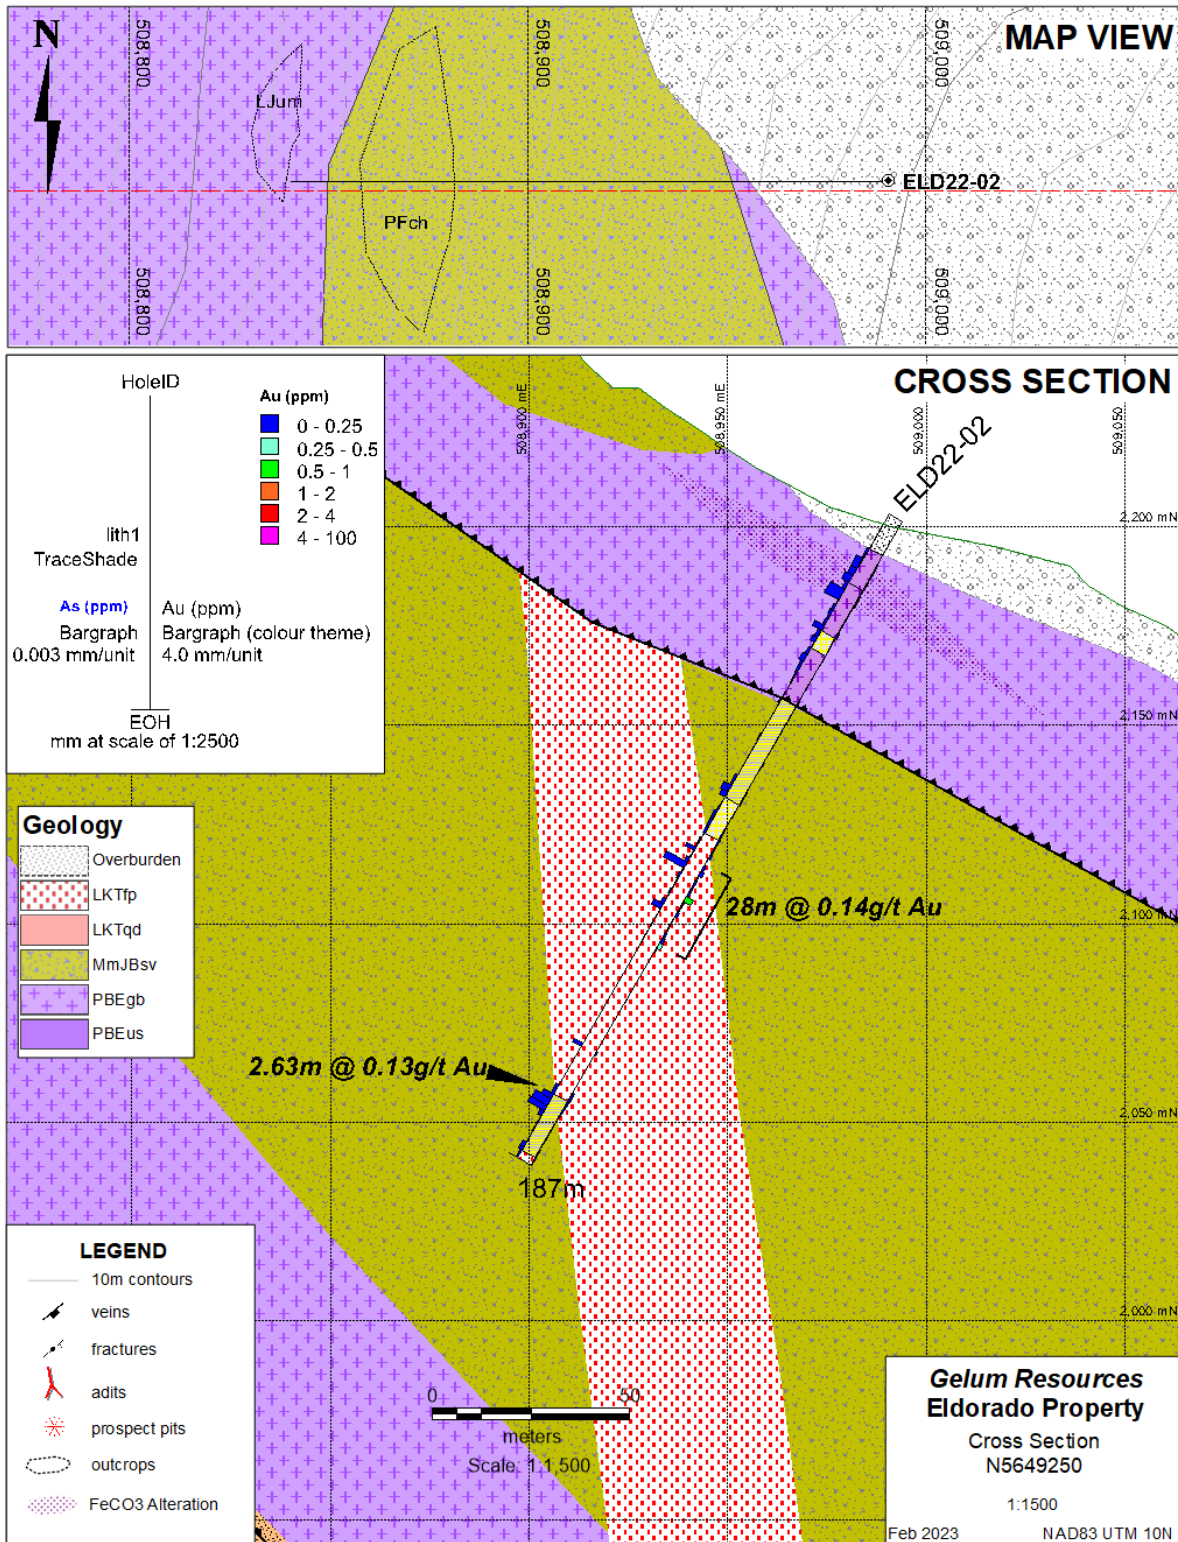 MAP VIEW
N
508,800
508,900
509,000
LJum
PFch
ELD22-02
508,800
508,900
509,000
CROSS SECTION
HoleID
lith1
TraceShade
As (ppm)
Bargraph
0.003 mm/unit
Au (ppm)
Bargraph (colour theme)
4.0 mm/unit
EOH
mm at scale of 1:2500
Au (ppm)
0 - 0.25
0.25 - 0.5
0.5 - 1
1 - 2
2 - 4
4 - 100
508,900 mE
508,950
509,000
509,050
ELD22-02
2,200 mN
2,150 mN
2,100 mN
2,050 mN
2,000 mN
28m @ 0.14g/t Au
2.63m @ 0.13g/t Au
187m
Geology
Overburden
LKTfp
LKTqd
MmJBsv
PBEgb
PBEus
LEGEND
10m contours
veins
fractures
adits
prospect pits
outcrops
FeCO3 Alteration
0 50
meters
Scale: 1:1,500
Gelum Resources
Eldorado Property
Cross Section
N5649250
1:1500
Feb 2023 NAD83 UTM 10N